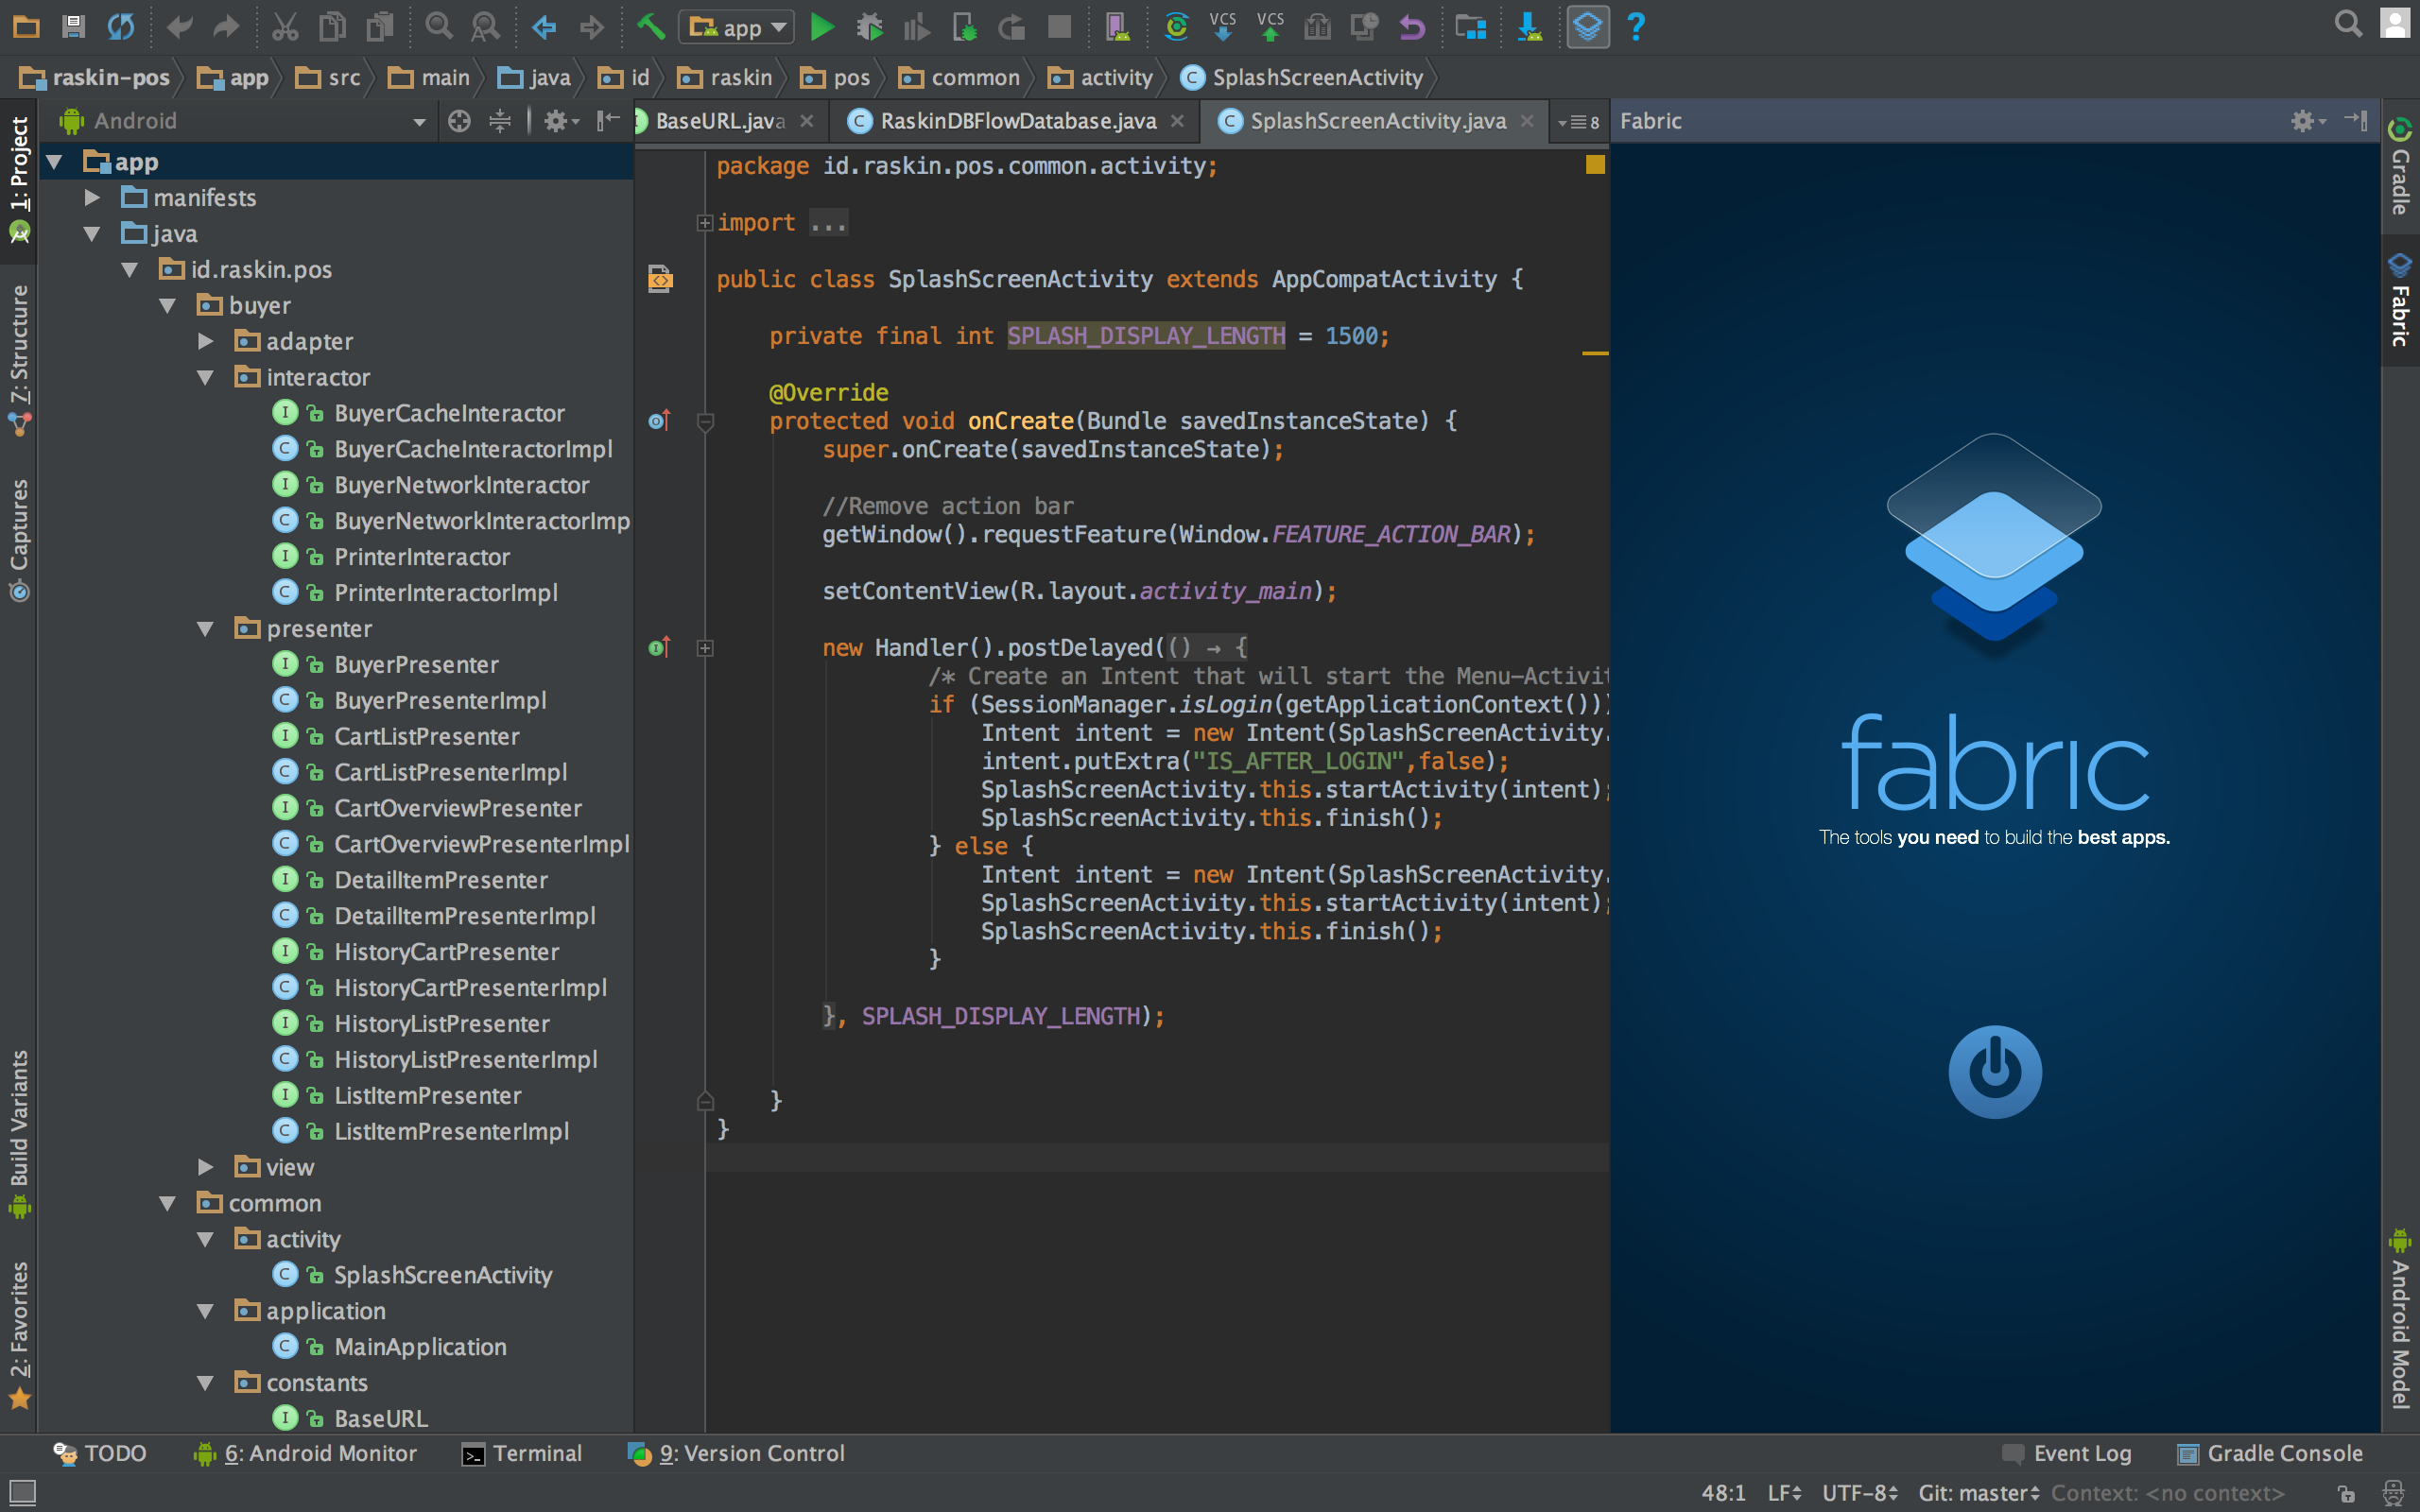 app
VCS
VCS
?
raskin-pos
app
src
main
java
id
raskin
pos
common
activity
SplashScreenActivity
1: Project
7: Structure
Captures
Build Variants
2: Favorites
Android
app
manifests
java
id.raskin.pos
buyer
adapter
interactor
BuyerCacheInteractor
BuyerCacheInteractorImpl
BuyerNetworkInteractor
BuyerNetworkInteractorImp
PrinterInteractor
PrinterInteractorImpl
presenter
BuyerPresenter
BuyerPresenterImpl
CartListPresenter
CartListPresenterImpl
CartOverviewPresenter
CartOverviewPresenterImpl
DetailItemPresenter
DetailItemPresenterImpl
HistoryCartPresenter
HistoryCartPresenterImpl
HistoryListPresenter
HistoryListPresenterImpl
ListItemPresenter
ListItemPresenterImpl
view
common
activity
SplashScreenActivity
application
MainApplication
constants
BaseURL
BaseURL.java
RaskinDBFlowDatabase.java
SplashScreenActivity.java
8
package id.raskin.pos.common.activity;
import ...
public class SplashScreenActivity extends AppCompatActivity {
private final int SPLASH_DISPLAY_LENGTH = 1500;
@Override
protected void onCreate(Bundle savedInstanceState) {
super.onCreate(savedInstanceState);
//Remove action bar
getWindow().requestFeature(Window.FEATURE_ACTION_BAR);
setContentView(R.layout.activity_main);
new Handler().postDelayed(() → {
/* Create an Intent that will start the Menu-Activit
if (SessionManager.isLogin(getApplicationContext()))
Intent intent = new Intent(SplashScreenActivity.
intent.putExtra("IS_AFTER_LOGIN",false);
SplashScreenActivity.this.startActivity(intent);
SplashScreenActivity.this.finish();
} else {
Intent intent = new Intent(SplashScreenActivity.
SplashScreenActivity.this.startActivity(intent);
SplashScreenActivity.this.finish();
}
}, SPLASH_DISPLAY_LENGTH);
}
}
Fabric
fabric
The tools you need to build the best apps.
Gradle
Fabric
Android Model
TODO
6: Android Monitor
Terminal
9: Version Control
Event Log
Gradle Console
48:1
LF
UTF-8
Git: master
Context: <no context>